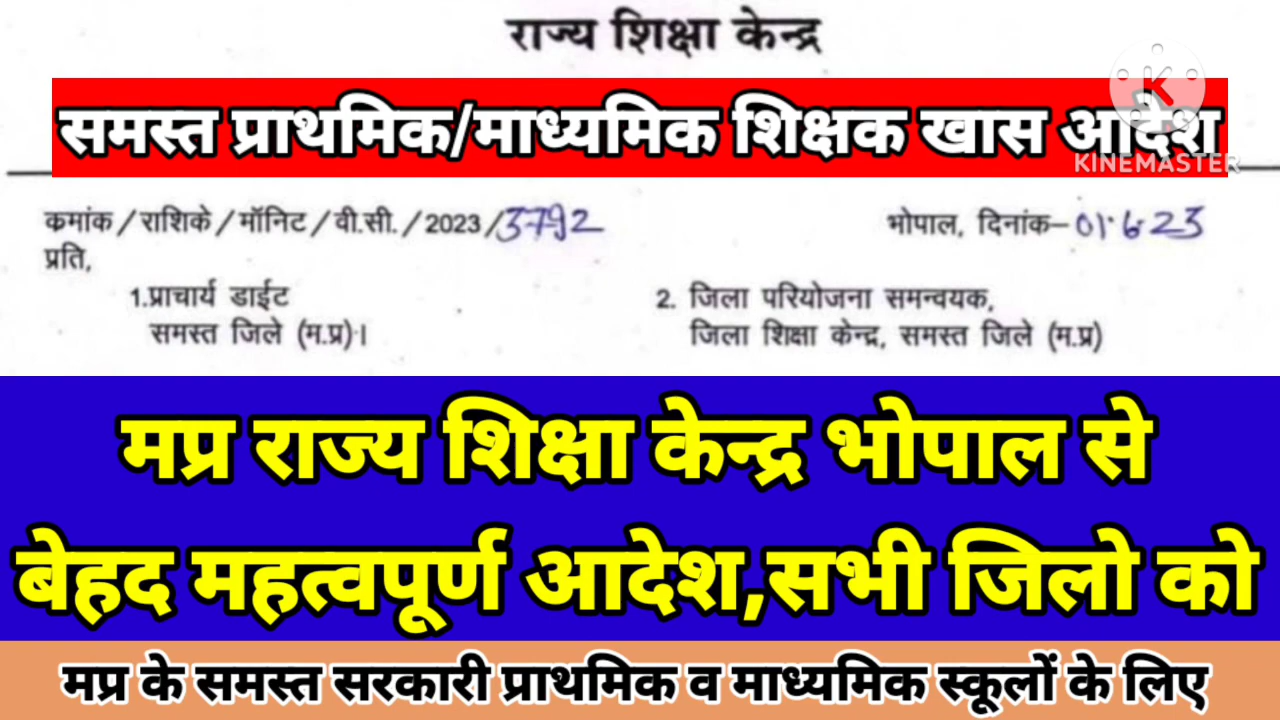 राज्य शिक्षा केन्द्र
समस्त प्राथमिक/माध्यमिक शिक्षक खास आदेश
KINEMASTER
कमांक/राशिके/मॉनिट/वी.सी./2023/3792
भोपाल, दिनांक-01.6.23
प्रति,
1.प्राचार्य डाईट
समस्त जिले (म.प्र)।
2. जिला परियोजना समन्वयक,
जिला शिक्षा केन्द्र, समस्त जिले (म.प्र)
मप्र राज्य शिक्षा केन्द्र भोपाल से
बेहद महत्वपूर्ण आदेश,सभी जिलो को
मप्र के समस्त सरकारी प्राथमिक व माध्यमिक स्कूलों के लिए